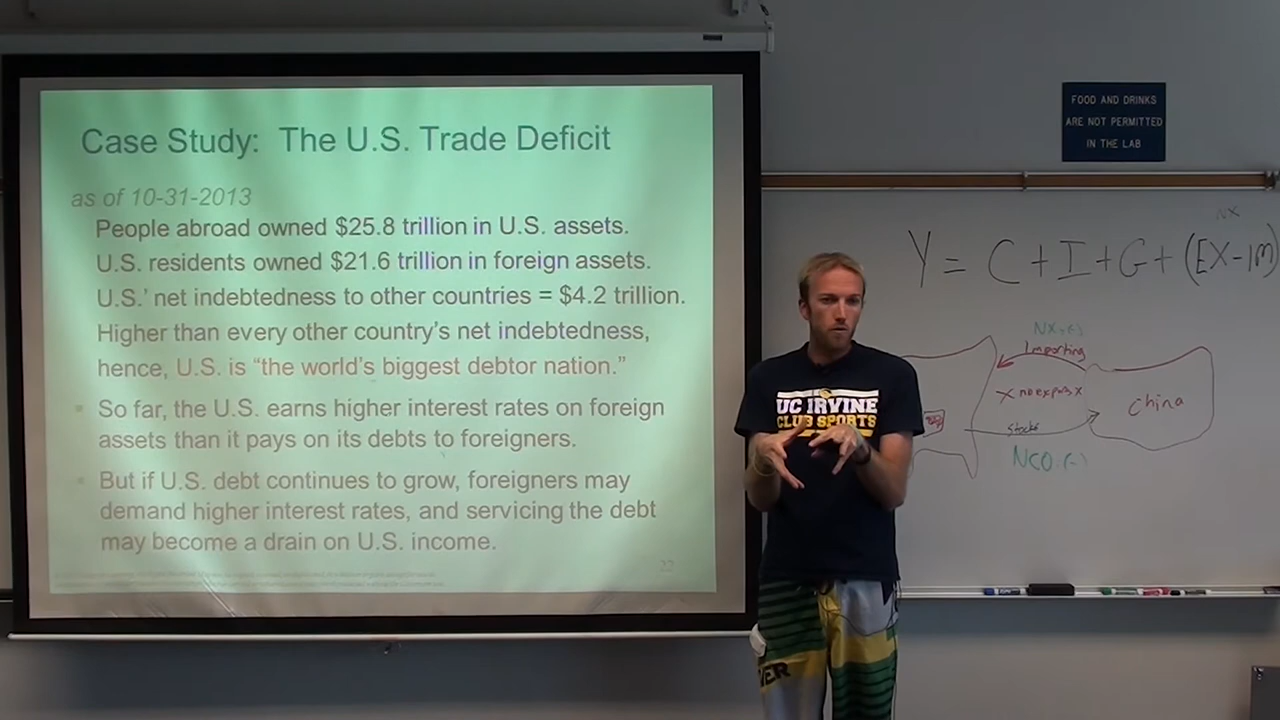 Case Study: The U.S. Trade Deficit
as of 10-31-2013
People abroad owned $25.8 trillion in U.S. assets.
U.S. residents owned $21.6 trillion in foreign assets.
U.S.' net indebtedness to other countries = $4.2 trillion.
Higher than every other country's net indebtedness,
hence, U.S. is "the world's biggest debtor nation."
So far, the U.S. earns higher interest rates on foreign
assets than it pays on its debts to foreigners.
But if U.S. debt continues to grow, foreigners may
demand higher interest rates, and servicing the debt
may become a drain on U.S. income.
22
FOOD AND DRINKS
ARE NOT PERMITTED
IN THE LAB
NX
Y = C + I + G + (EX - IM)
NX=(-)
Importing
X no exports X
China
Stocks
NCO:(-)
UC IRVINE
CLUB SPORTS